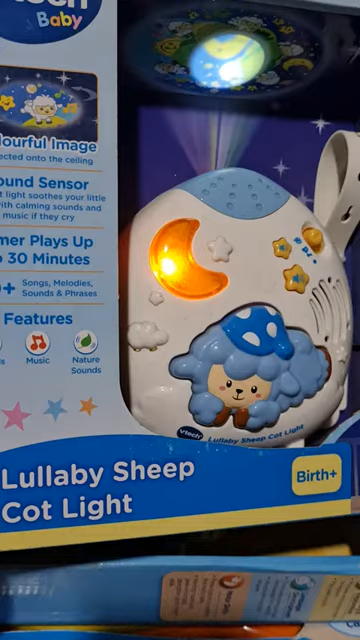 Baby
Colourful Image
ected onto the ceiling
ound Sensor
t light soothes your little
with calming sounds and
music if they cry
mer Plays Up
o 30 Minutes
+ Songs, Melodies,
Sounds & Phrases
Features
Music
Nature
Sounds
vtech
Lullaby Sheep Cot Light
Lullaby Sheep
Cot Light
Birth+